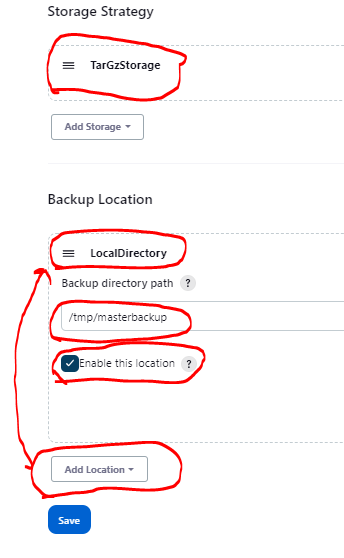 Storage Strategy
TarGzStorage
Add Storage
Backup Location
LocalDirectory
Backup directory path ?
/tmp/masterbackup
Enable this location ?
Add Location
Save